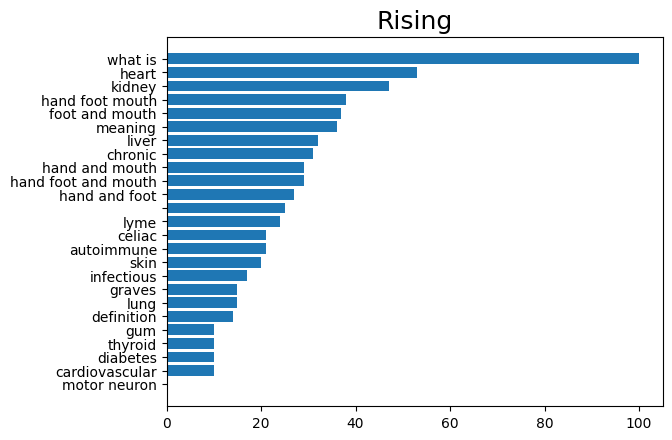 Rising
what is
heart
kidney
hand foot mouth
foot and mouth
meaning
liver
chronic
hand and mouth
hand foot and mouth
hand and foot
lyme
celiac
autoimmune
skin
infectious
graves
lung
definition
gum
thyroid
diabetes
cardiovascular
motor neuron
0 20 40 60 80 100